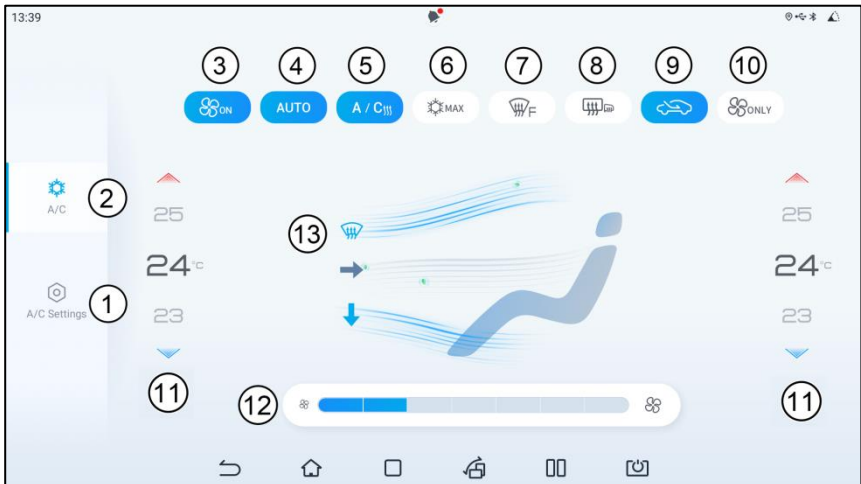 13:39
3 4 5 6 7 8 9 10
ON AUTO A/C MAX F ONLY
2
A/C
25 25
13
24°C 24°C
1
A/C Settings
23 23
11 12 11